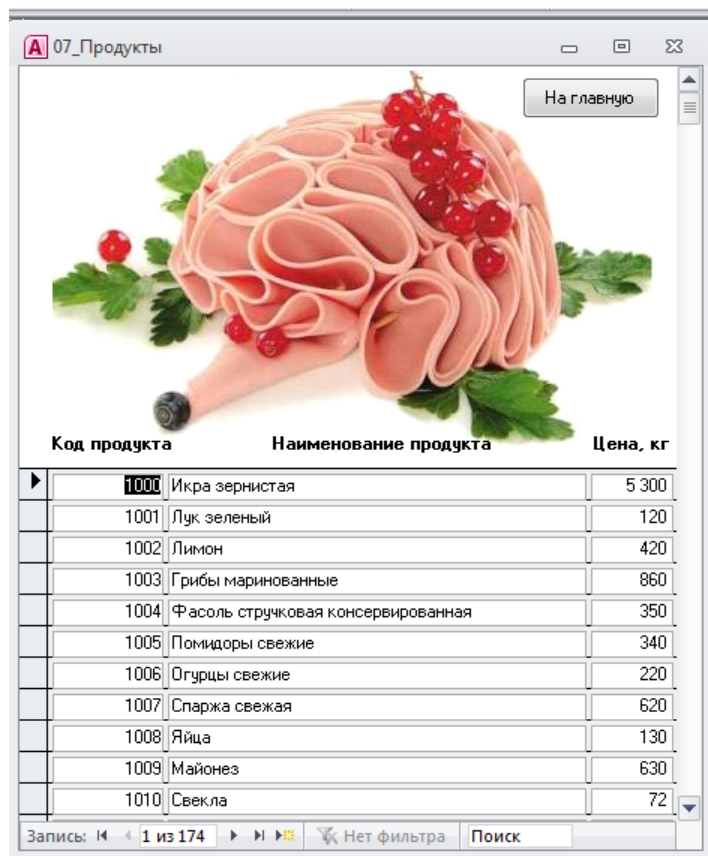 07_Продукты
На главную
Код продукта Наименование продукта Цена, кг
1000 Икра зернистая 5 300
1001 Лук зеленый 120
1002 Лимон 420
1003 Грибы маринованные 860
1004 Фасоль стручковая консервированная 350
1005 Помидоры свежие 340
1006 Огурцы свежие 220
1007 Спаржа свежая 620
1008 Яйца 130
1009 Майонез 630
1010 Свекла 72
Запись: 1 из 174 Нет фильтра Поиск